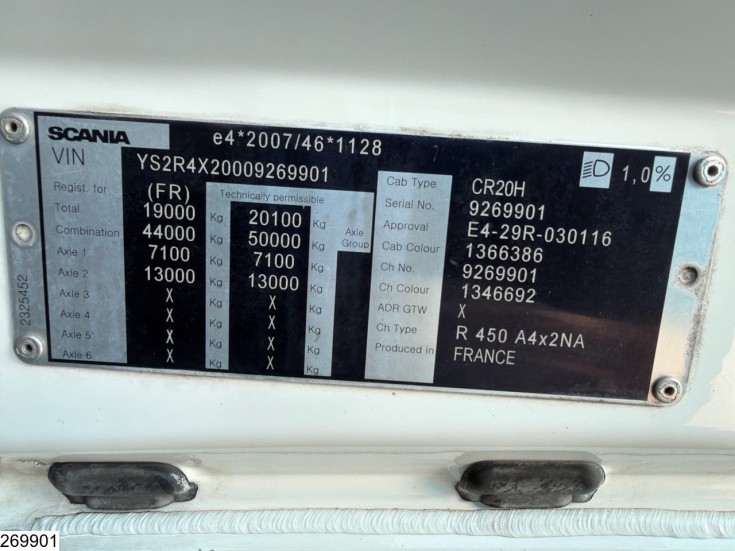 SCANIA e4*2007/46*1128
VIN YS2R4X20009269901 1,0%
Regist. for (FR) Technically permissible Cab Type CR20H
Total 19000 Kg 20100 Kg Serial No. 9269901
Combination 44000 Kg 50000 Kg Axle Group Approval E4-29R-030116
Axle 1 7100 Kg 7100 Kg Cab Colour 1366386
Axle 2 13000 Kg 13000 Kg Ch No. 9269901
Axle 3 X Kg X Kg Ch Colour 1346692
Axle 4 X Kg X Kg ADR GTW X
Axle 5 X Kg X Kg Ch Type R 450 A4x2NA
Axle 6 X Kg X Kg Produced in FRANCE
2325452
269901